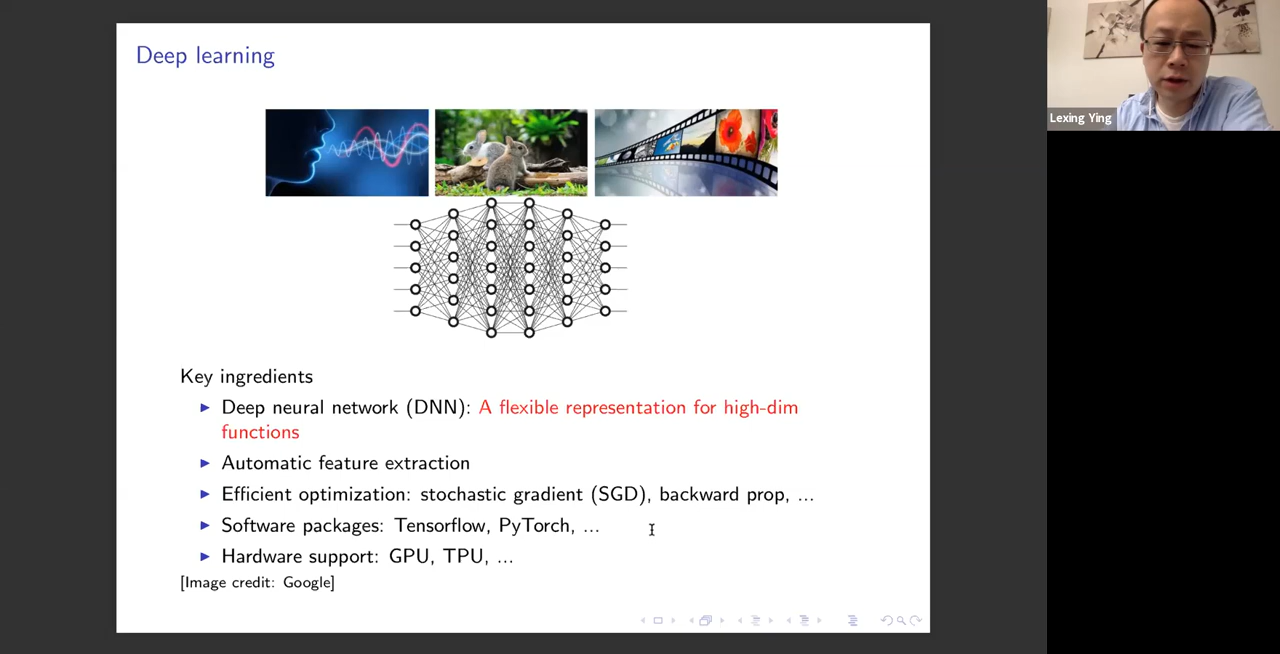 Deep learning
Lexing Ying
Key ingredients
Deep neural network (DNN): A flexible representation for high-dim
functions
Automatic feature extraction
Efficient optimization: stochastic gradient (SGD), backward prop, ...
Software packages: Tensorflow, PyTorch, ...
Hardware support: GPU, TPU, ...
[Image credit: Google]